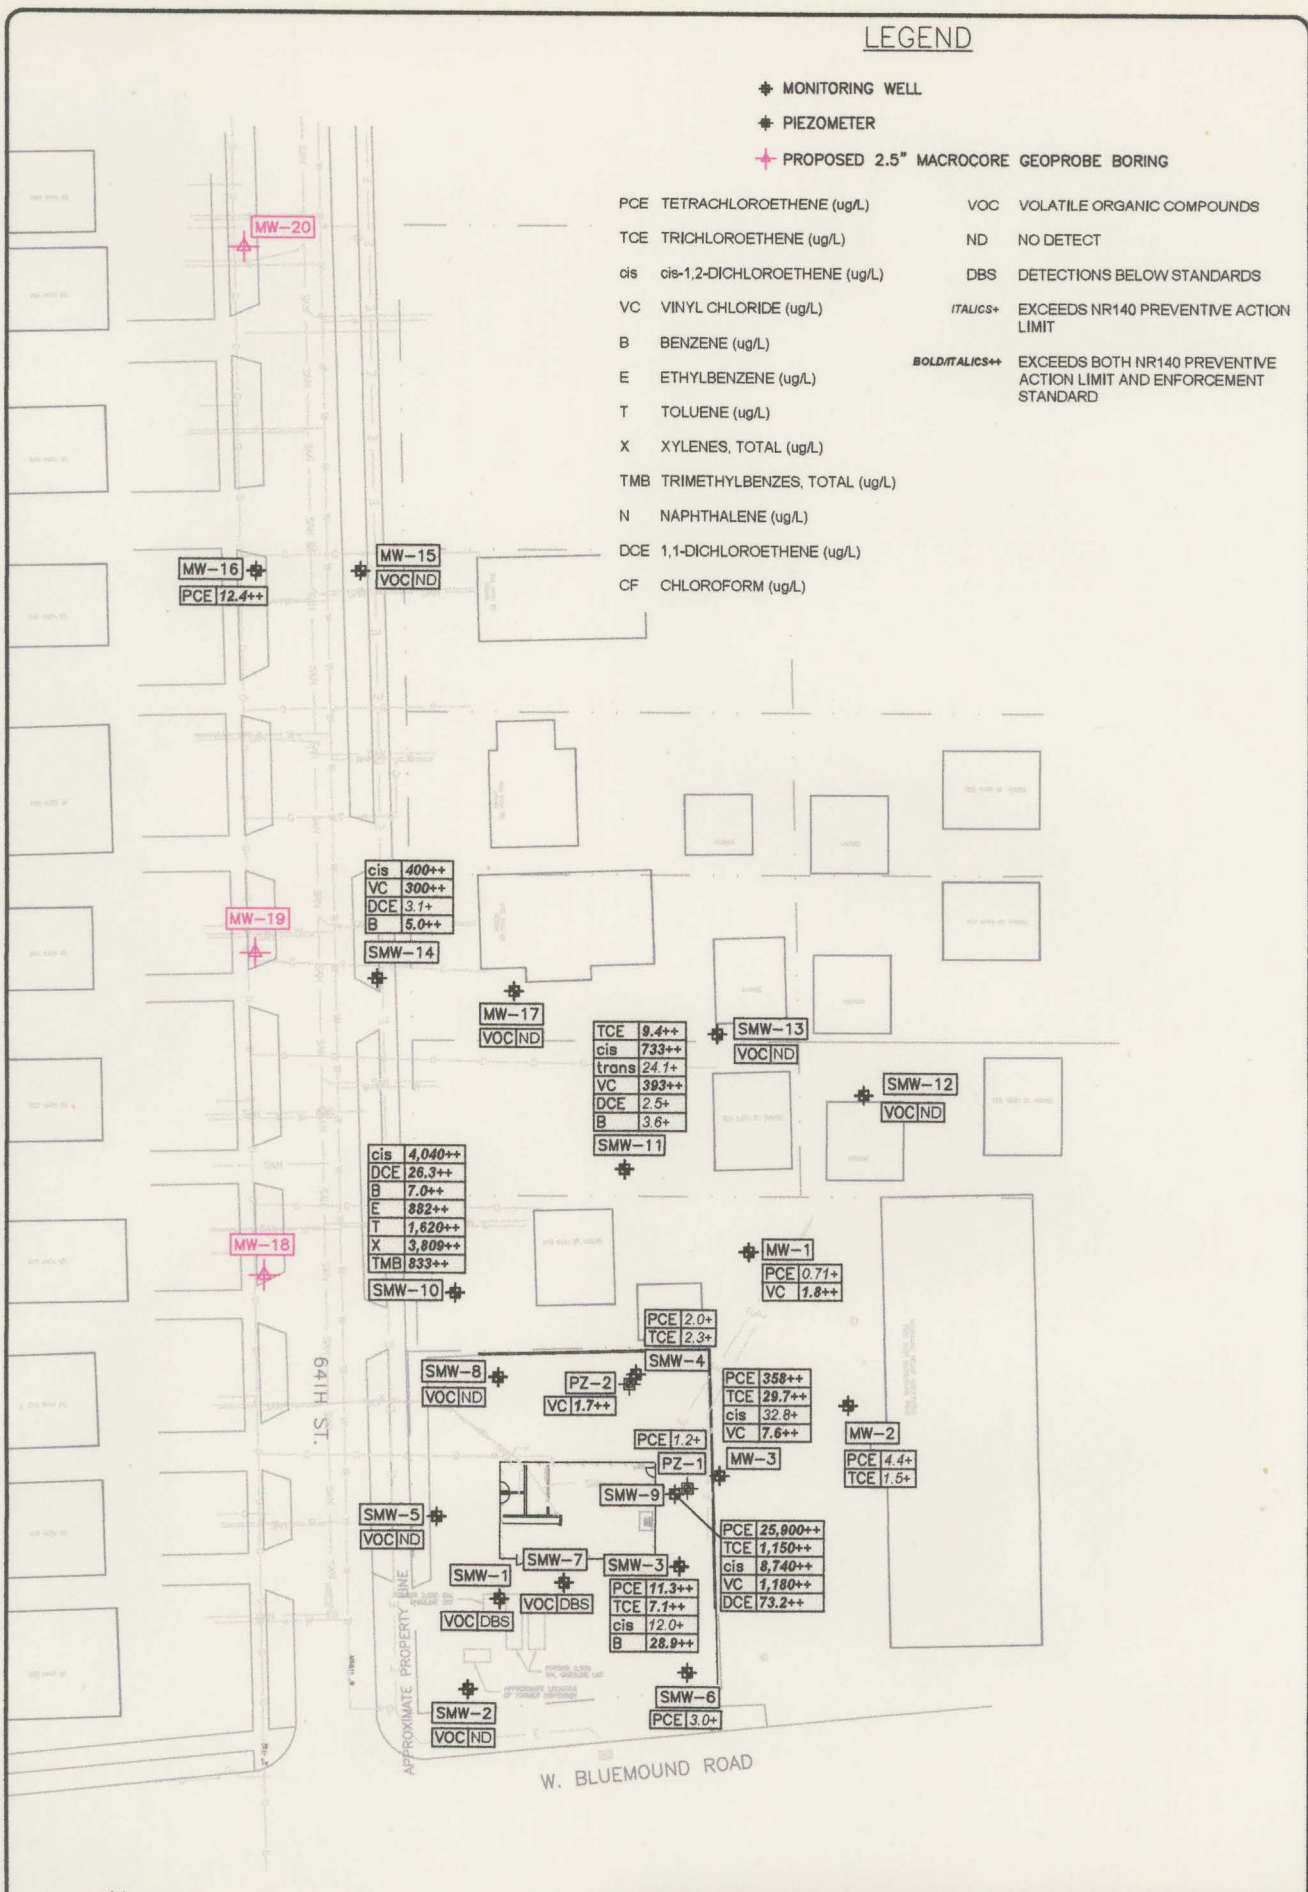 LEGEND
MONITORING WELL
PIEZOMETER
PROPOSED 2.5" MACROCORE GEOPROBE BORING
PCE TETRACHLOROETHENE (ug/L)
TCE TRICHLOROETHENE (ug/L)
cis cis-1,2-DICHLOROETHENE (ug/L)
VC VINYL CHLORIDE (ug/L)
B BENZENE (ug/L)
E ETHYLBENZENE (ug/L)
T TOLUENE (ug/L)
X XYLENES, TOTAL (ug/L)
TMB TRIMETHYLBENZES, TOTAL (ug/L)
N NAPHTHALENE (ug/L)
DCE 1,1-DICHLOROETHENE (ug/L)
CF CHLOROFORM (ug/L)
VOC VOLATILE ORGANIC COMPOUNDS
ND NO DETECT
DBS DETECTIONS BELOW STANDARDS
ITALICS+ EXCEEDS NR140 PREVENTIVE ACTION
LIMIT
BOLD/ITALICS++ EXCEEDS BOTH NR140 PREVENTIVE
ACTION LIMIT AND ENFORCEMENT
STANDARD
MW-20
MW-16
PCE 12.4++
MW-15
VOC ND
cis 400++
VC 300++
DCE 3.1+
B 5.0++
SMW-14
MW-19
MW-17
VOC ND
TCE 9.4++
cis 733++
trans 24.1+
VC 393++
DCE 2.5+
B 3.6+
SMW-11
SMW-13
VOC ND
SMW-12
VOC ND
cis 4,040++
DCE 26.3++
B 7.0++
E 882++
T 1,620++
X 3,809++
TMB 833++
SMW-10
MW-18
MW-1
PCE 0.71+
VC 1.8++
PCE 2.0+
TCE 2.3+
SMW-4
SMW-8
VOC ND
PZ-2
VC 1.7++
PCE 358++
TCE 29.7++
cis 32.8+
VC 7.6++
MW-3
MW-2
PCE 4.4+
TCE 1.5+
PCE 1.2+
PZ-1
SMW-9
PCE 25,900++
TCE 1,150++
cis 8,740++
VC 1,180++
DCE 73.2++
SMW-5
VOC ND
SMW-7
VOC DBS
SMW-1
VOC DBS
SMW-3
PCE 11.3++
TCE 7.1++
cis 12.0+
B 28.9++
SMW-6
PCE 3.0+
SMW-2
VOC ND
64TH ST.
APPROXIMATE PROPERTY LINE
W. BLUEMOUND ROAD